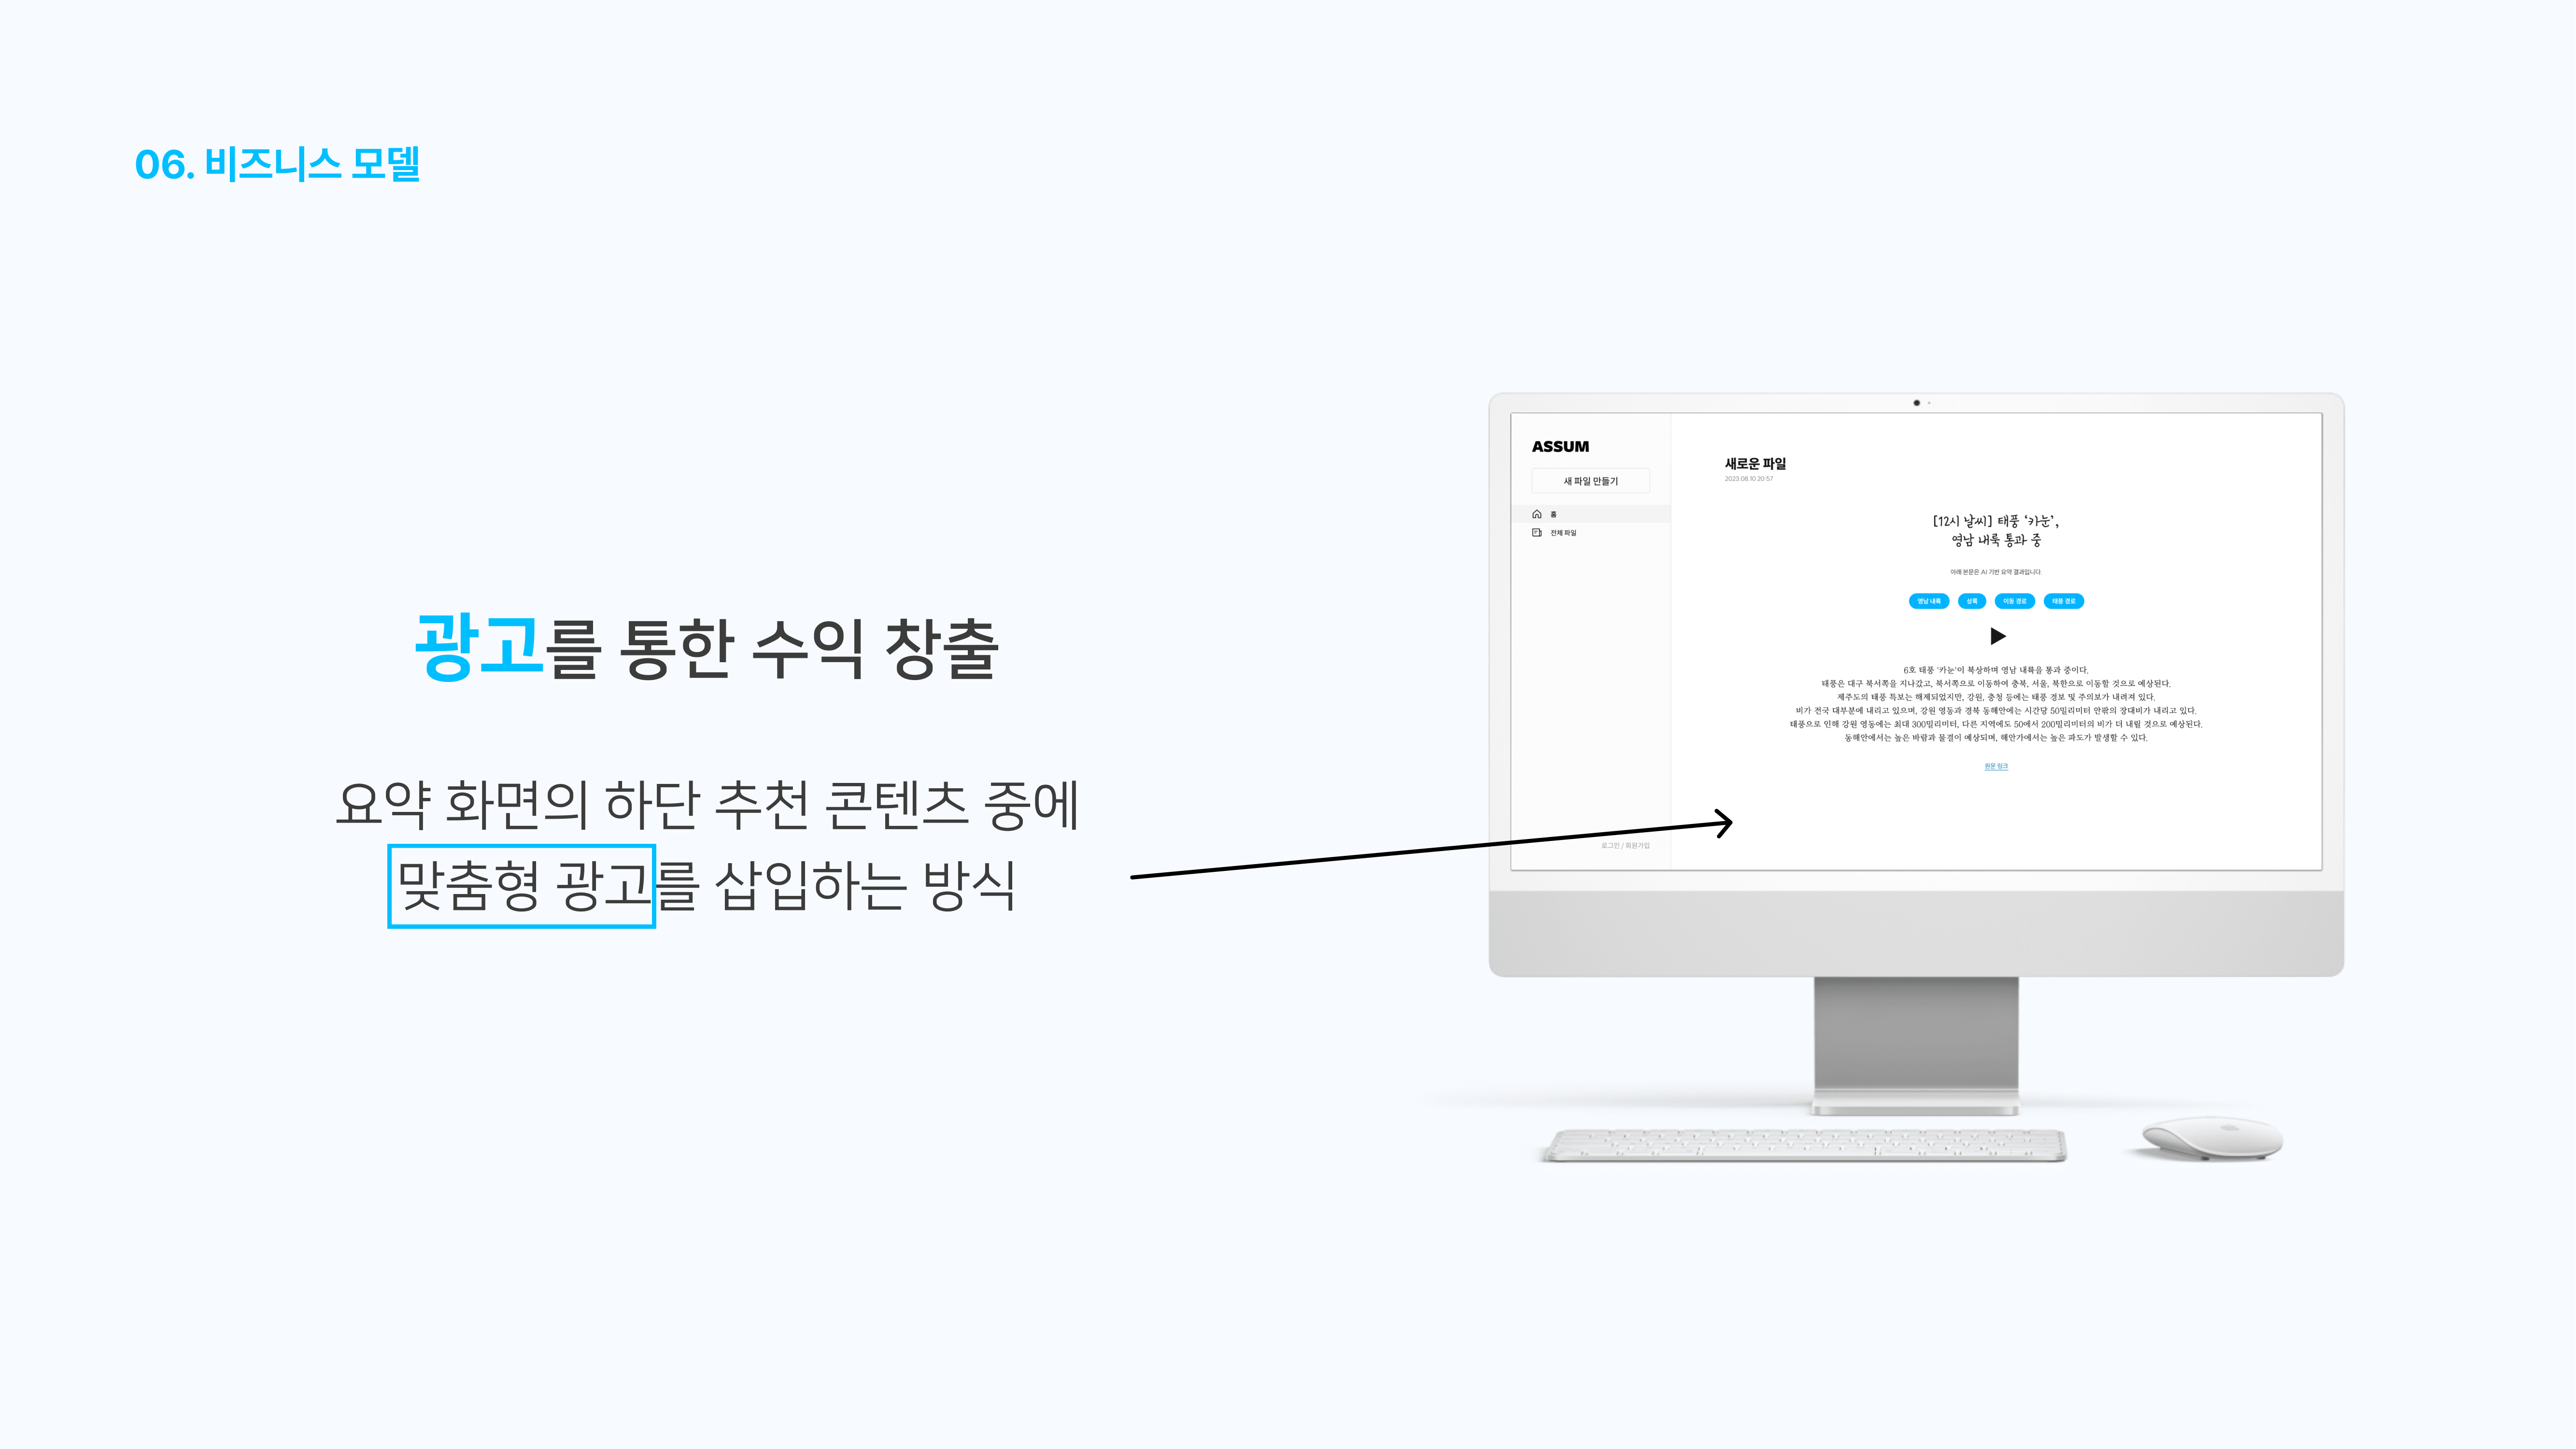 06. 비즈니스 모델
광고를 통한 수익 창출
요약 화면의 하단 추천 콘텐츠 중에
맞춤형 광고를 삽입하는 방식
ASSUM
새 파일 만들기
홈
전체 파일
로그인 / 회원가입
새로운 파일
2023.08.10 20:57
[12시 날씨] 태풍 ‘카눈’,
영남 내륙 통과 중
아래 본문은 AI 기반 요약 결과입니다.
영남 내륙
상륙
이동 경로
태풍 경로
6호 태풍 '카눈'이 북상하며 영남 내륙을 통과 중이다.
태풍은 대구 북서쪽을 지나갔고, 북서쪽으로 이동하여 충북, 서울, 북한으로 이동할 것으로 예상된다.
제주도의 태풍 특보는 해제되었지만, 강원, 충청 등에는 태풍 경보 및 주의보가 내려져 있다.
비가 전국 대부분에 내리고 있으며, 강원 영동과 경북 동해안에는 시간당 50밀리미터 안팎의 장대비가 내리고 있다.
태풍으로 인해 강원 영동에는 최대 300밀리미터, 다른 지역에도 50에서 200밀리미터의 비가 더 내릴 것으로 예상된다.
동해안에서는 높은 바람과 물결이 예상되며, 해안가에서는 높은 파도가 발생할 수 있다.
원문 링크